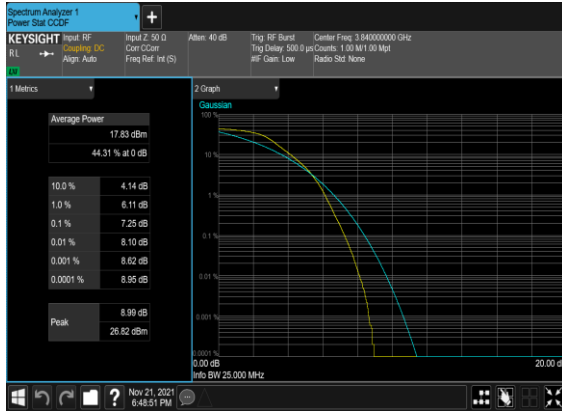 Spectrum Analyzer 1
Power Stat CCDF
KEYSIGHT
RL
LXI
Input: RF
Coupling: DC
Align: Auto
Input Z: 50 Ω
Corr CCorr
Freq Ref: Int (S)
Atten: 40 dB
Trig: RF Burst
Trig Delay: 500.0 µs
#IF Gain: Low
Center Freq: 3.840000000 GHz
Counts: 1.00 M/1.00 Mpt
Radio Std: None
1 Metrics
Average Power
17.83 dBm
44.31 % at 0 dB
10.0 % 4.14 dB
1.0 % 6.11 dB
0.1 % 7.25 dB
0.01 % 8.10 dB
0.001 % 8.62 dB
0.0001 % 8.95 dB
Peak
8.99 dB
26.82 dBm
2 Graph
Gaussian
100 %
10 %
1 %
0.1 %
0.01 %
0.001 %
0.0001 %
0.00 dB
20.00 dB
Info BW 25.000 MHz
Nov 21, 2021
6:48:51 PM